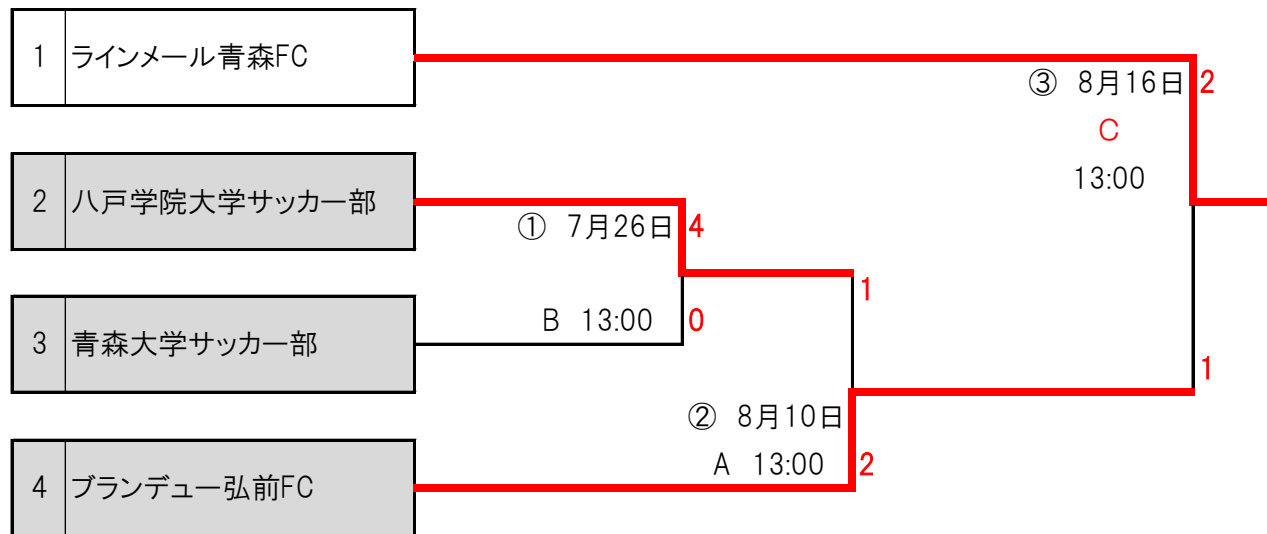 1 ラインメール青森FC
③ 8月16日 2
C
13:00
2 八戸学院大学サッカー部
① 7月26日 4
1
B 13:00 0
3 青森大学サッカー部
1
② 8月10日
A 13:00 2
4 ブランデュー弘前FC